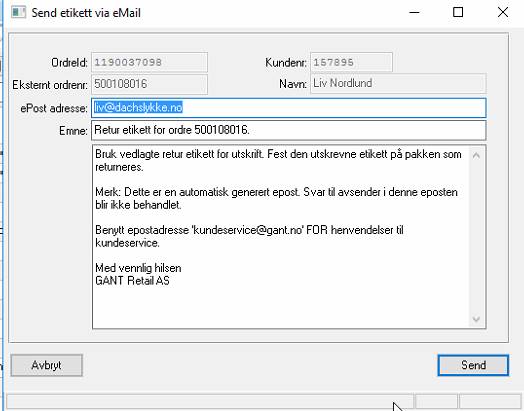 Send etikett via eMail
OrdreId: 1190037098 Kundenr: 157895
Eksternt ordrenr: 500108016 Navn: Liv Nordlund
ePost adresse: liv@dachslykke.no
Emne: Retur etikett for ordre 500108016.
Bruk vedlagte retur etikett for utskrift. Fest den utskrevne etikett på pakken som
returneres.
Merk: Dette er en automatisk generert epost. Svar til avsender i denne eposten
blir ikke behandlet.
Benytt epostadresse 'kundeservice@gant.no' FOR henvendelser til
kundeservice.
Med vennlig hilsen
GANT Retail AS
Avbryt Send